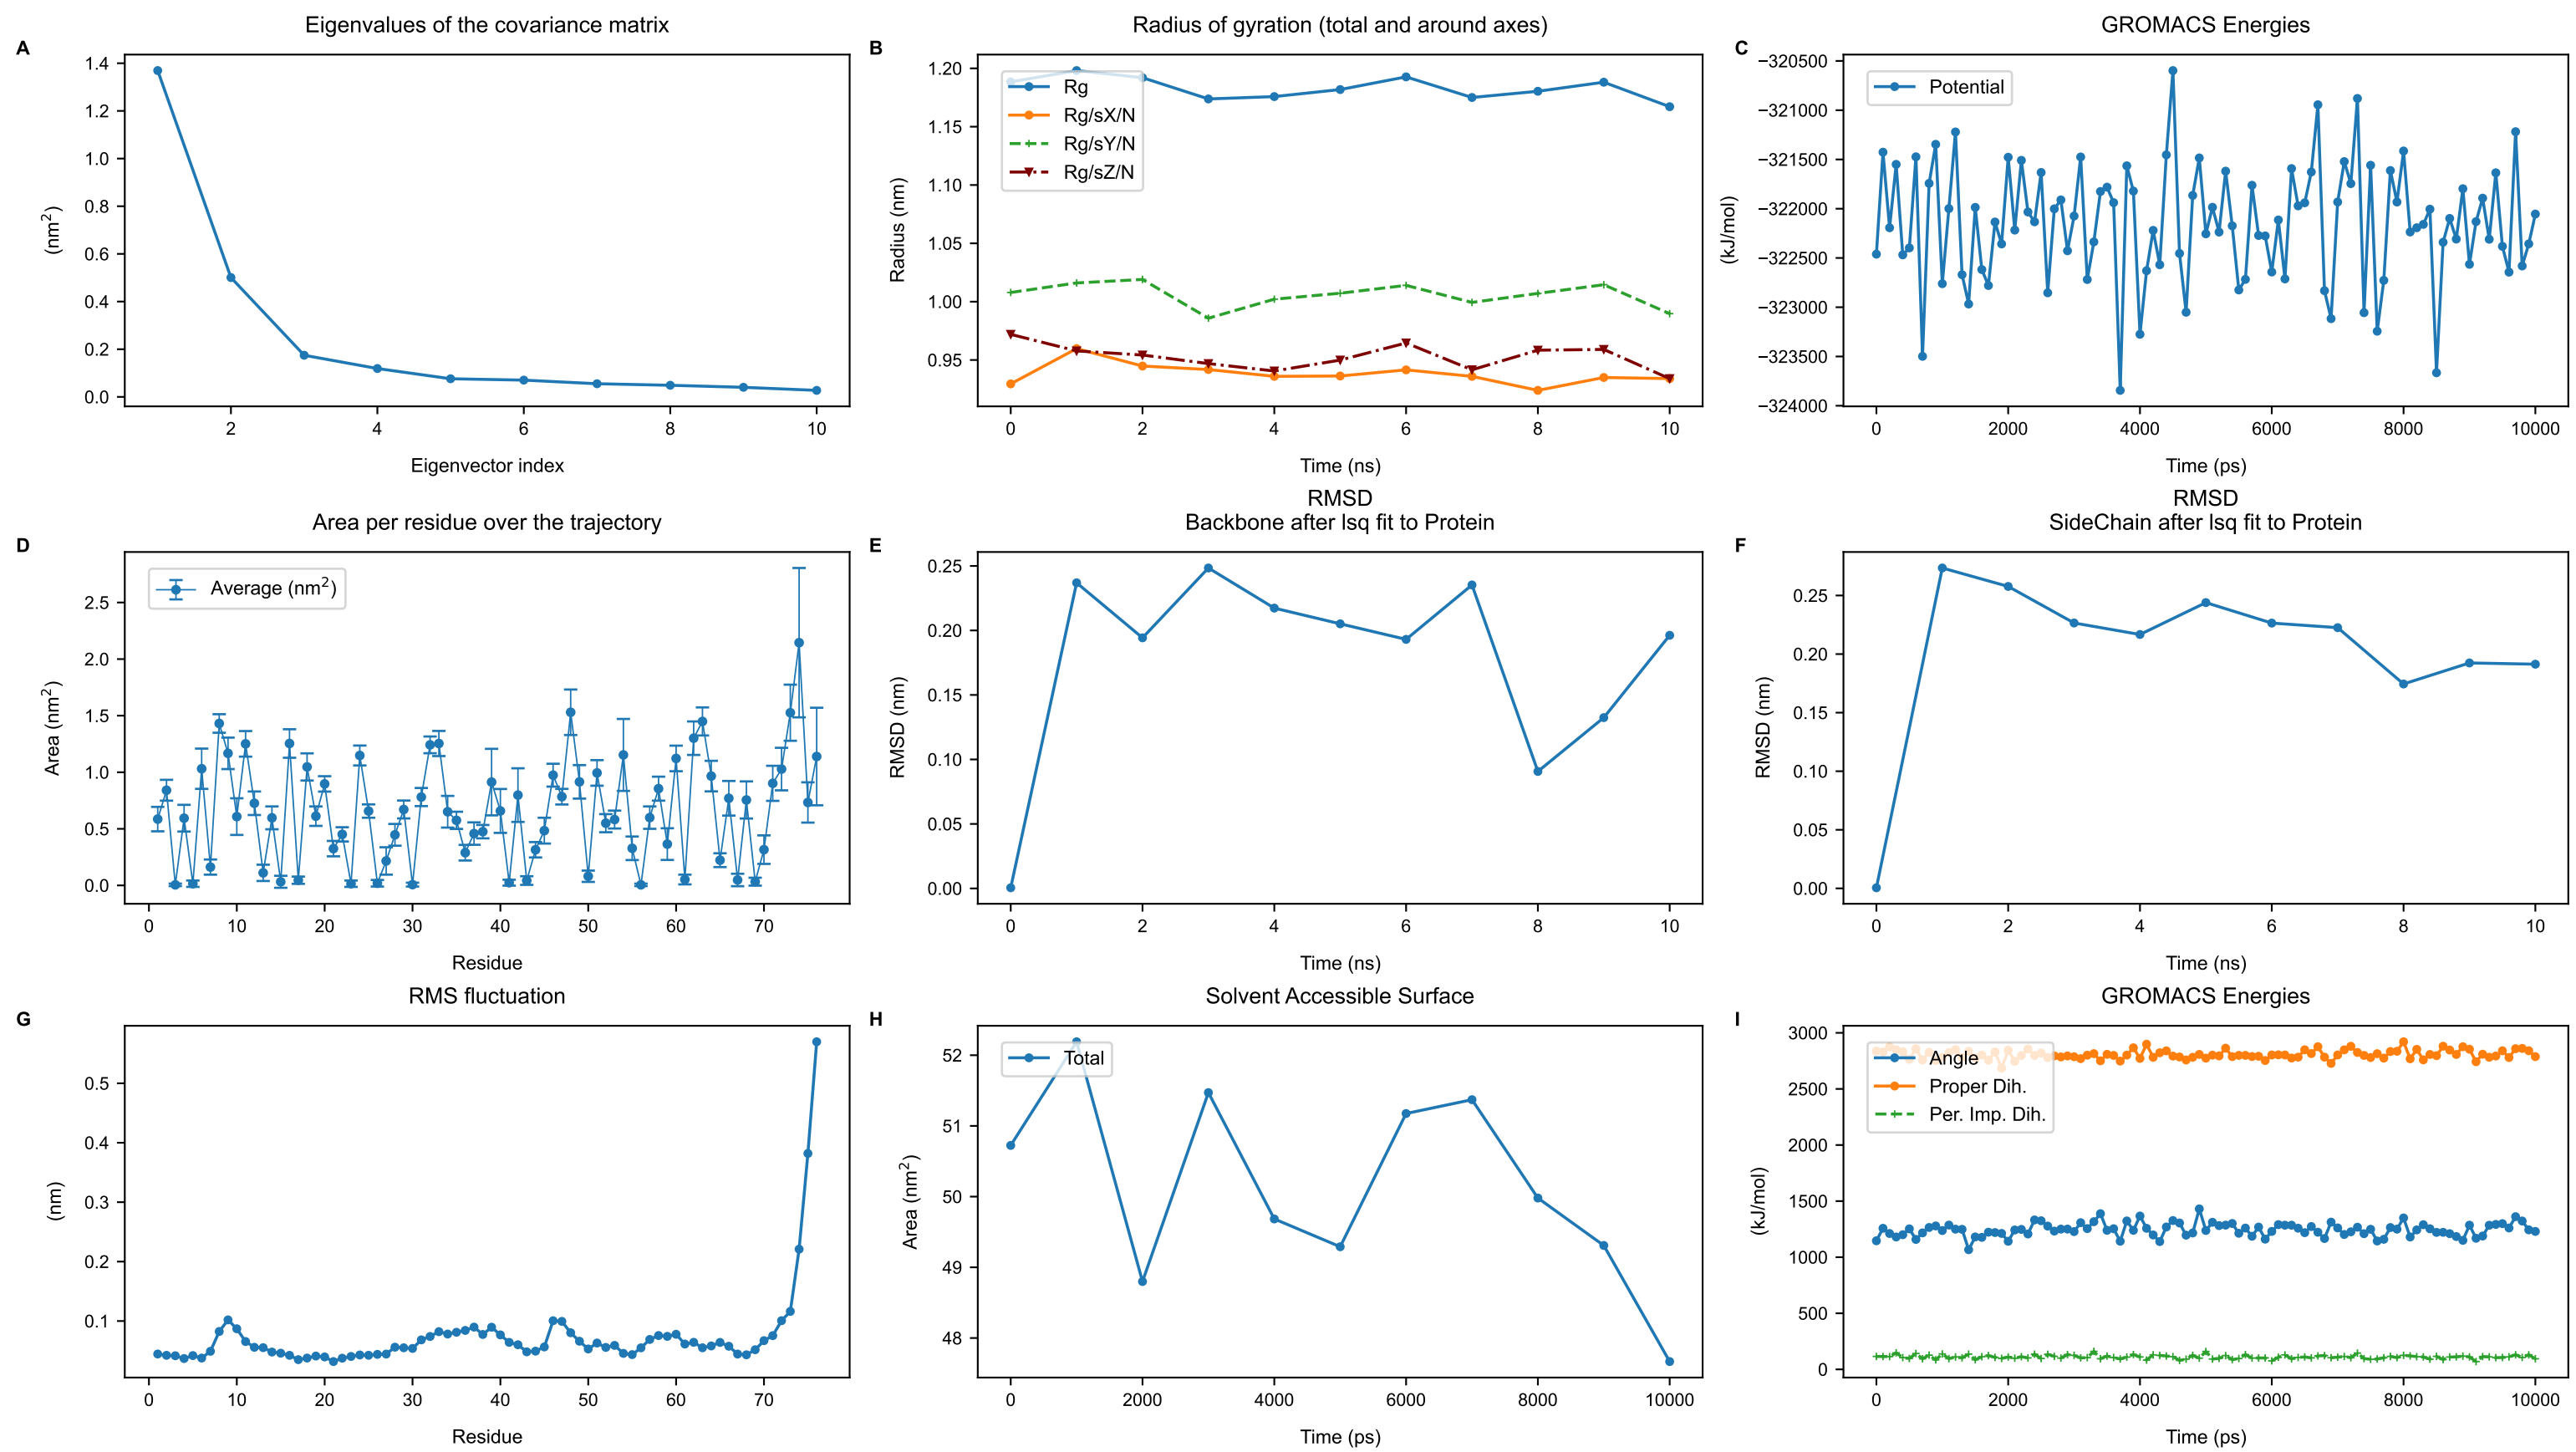 A
Eigenvalues of the covariance matrix
(nm²)
1.4
1.2
1.0
0.8
0.6
0.4
0.2
0.0
2 4 6 8 10
Eigenvector index
B
Radius of gyration (total and around axes)
Radius (nm)
1.20
1.15
1.10
1.05
1.00
0.95
Rg
Rg/sX/N
Rg/sY/N
Rg/sZ/N
0 2 4 6 8 10
Time (ns)
C
GROMACS Energies
(kJ/mol)
−320500
−321000
−321500
−322000
−322500
−323000
−323500
−324000
Potential
0 2000 4000 6000 8000 10000
Time (ps)
D
Area per residue over the trajectory
Area (nm²)
2.5
2.0
1.5
1.0
0.5
0.0
Average (nm²)
0 10 20 30 40 50 60 70
Residue
E
RMSD
Backbone after lsq fit to Protein
RMSD (nm)
0.25
0.20
0.15
0.10
0.05
0.00
0 2 4 6 8 10
Time (ns)
F
RMSD
SideChain after lsq fit to Protein
RMSD (nm)
0.25
0.20
0.15
0.10
0.05
0.00
0 2 4 6 8 10
Time (ns)
G
RMS fluctuation
(nm)
0.5
0.4
0.3
0.2
0.1
0 10 20 30 40 50 60 70
Residue
H
Solvent Accessible Surface
Area (nm²)
52
51
50
49
48
Total
0 2000 4000 6000 8000 10000
Time (ps)
I
GROMACS Energies
(kJ/mol)
3000
2500
2000
1500
1000
500
0
Angle
Proper Dih.
Per. Imp. Dih.
0 2000 4000 6000 8000 10000
Time (ps)